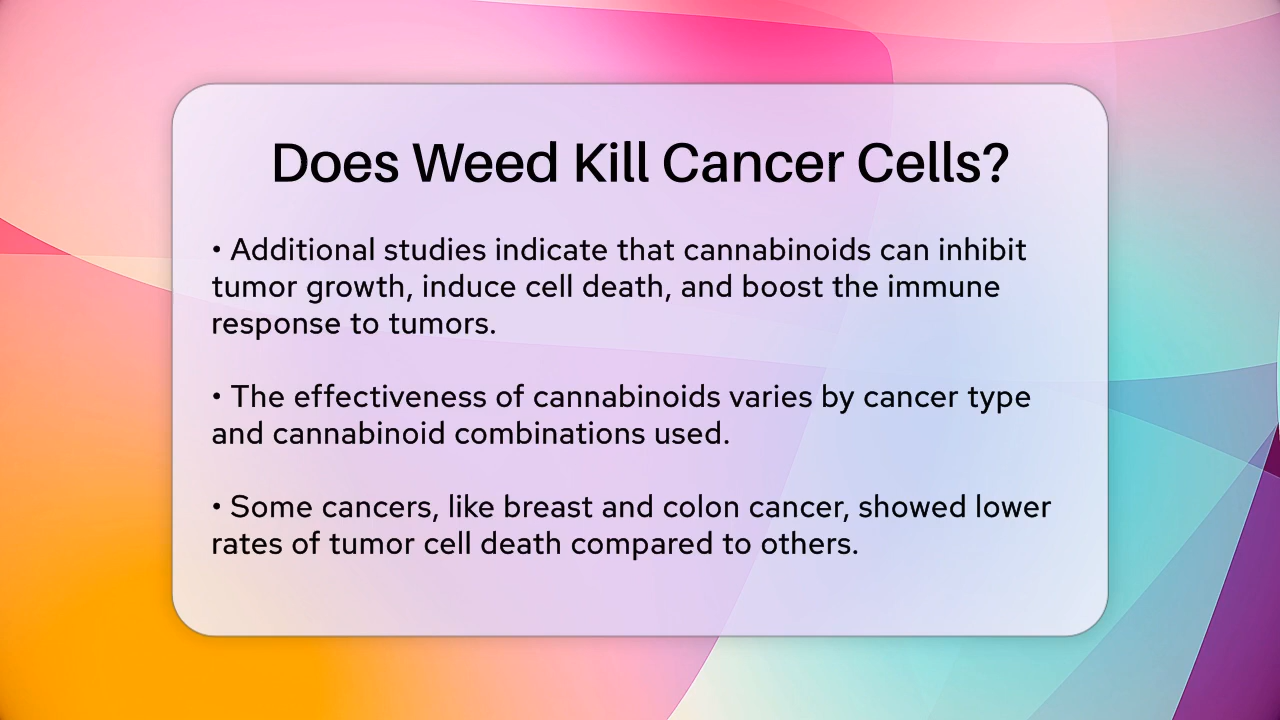 Does Weed Kill Cancer Cells?
• Additional studies indicate that cannabinoids can inhibit
tumor growth, induce cell death, and boost the immune
response to tumors.
• The effectiveness of cannabinoids varies by cancer type
and cannabinoid combinations used.
• Some cancers, like breast and colon cancer, showed lower
rates of tumor cell death compared to others.